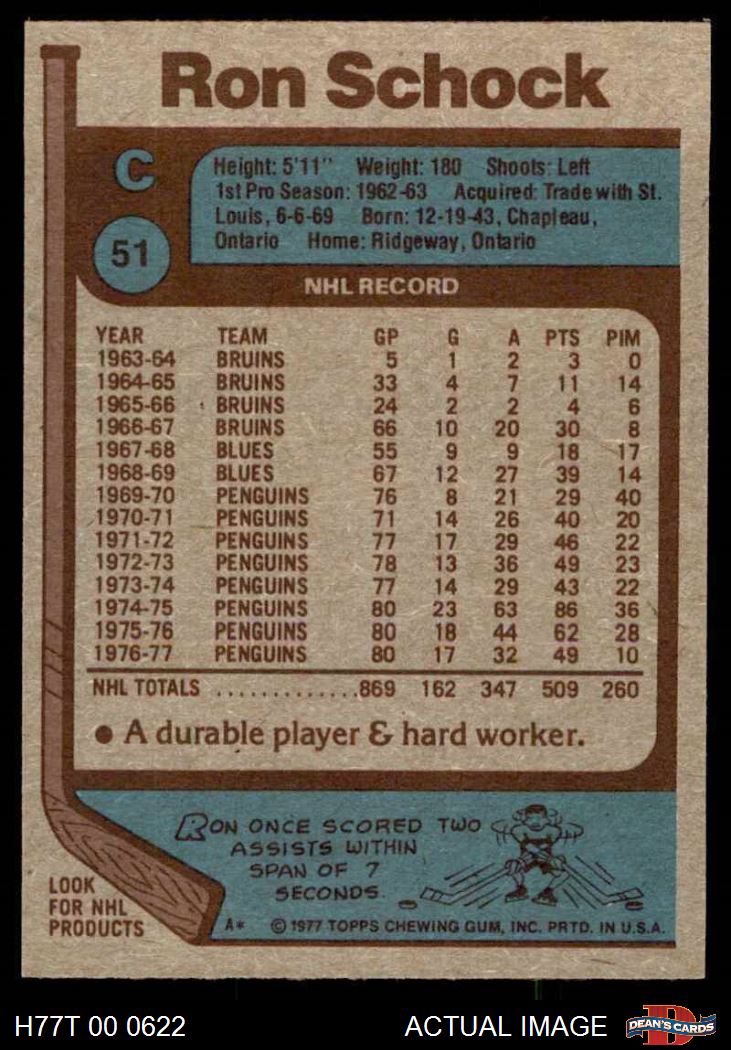 Ron Schock
C
51
Height: 5'11" Weight: 180 Shoots: Left
1st Pro Season: 1962-63 Acquired: Trade with St.
Louis, 6-6-69 Born: 12-19-43, Chapleau,
Ontario Home: Ridgeway, Ontario
NHL RECORD
YEAR TEAM GP G A PTS PIM
1963-64 BRUINS 5 1 2 3 0
1964-65 BRUINS 33 4 7 11 14
1965-66 BRUINS 24 2 2 4 6
1966-67 BRUINS 66 10 20 30 8
1967-68 BLUES 55 9 9 18 17
1968-69 BLUES 67 12 27 39 14
1969-70 PENGUINS 76 8 21 29 40
1970-71 PENGUINS 71 14 26 40 20
1971-72 PENGUINS 77 17 29 46 22
1972-73 PENGUINS 78 13 36 49 23
1973-74 PENGUINS 77 14 29 43 22
1974-75 PENGUINS 80 23 63 86 36
1975-76 PENGUINS 80 18 44 62 28
1976-77 PENGUINS 80 17 32 49 10
NHL TOTALS .............869 162 347 509 260
● A durable player & hard worker.
RON ONCE SCORED TWO
ASSISTS WITHIN
SPAN OF 7
SECONDS.
LOOK
FOR NHL
PRODUCTS
A* © 1977 TOPPS CHEWING GUM, INC. PRTD. IN U.S.A.
H77T 00 0622 ACTUAL IMAGE
D
DEAN'S CARDS